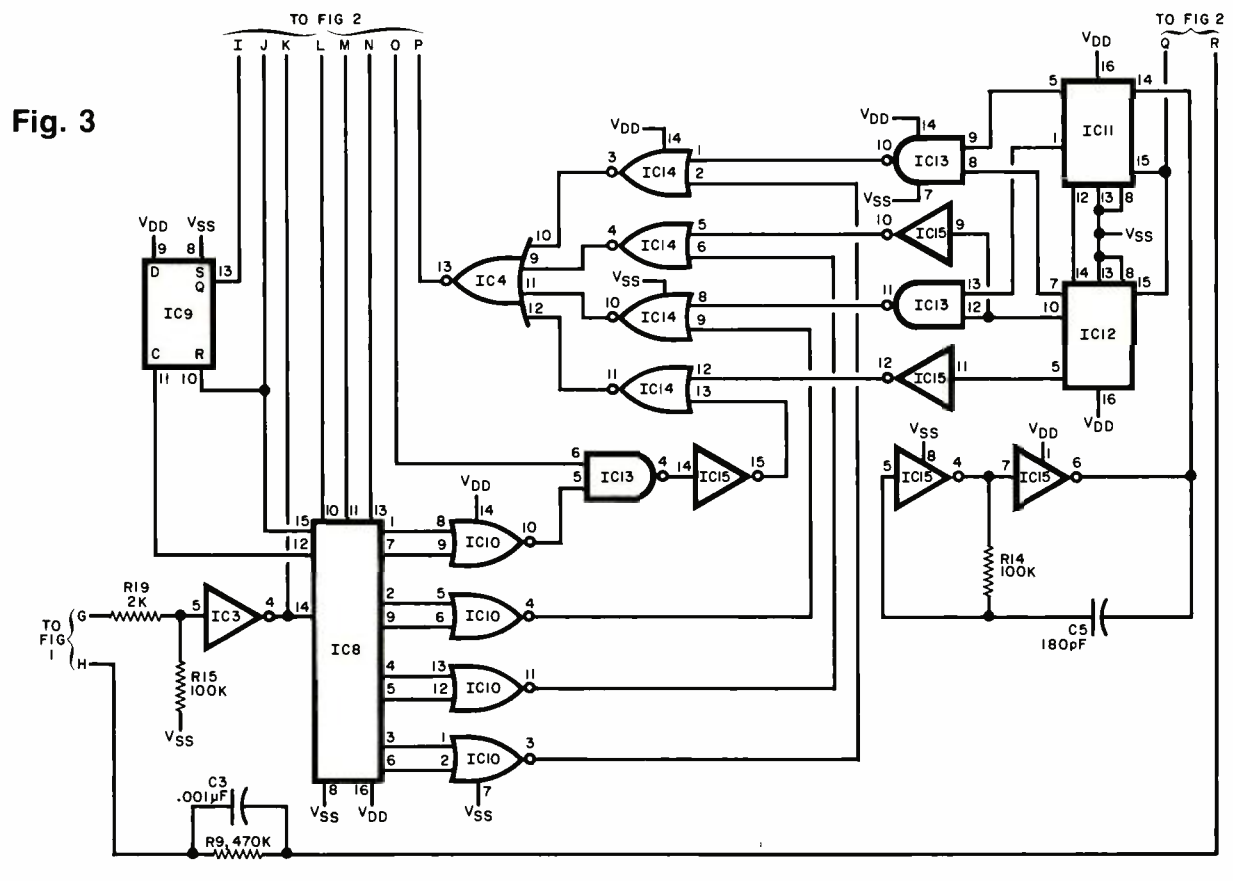 TO FIG 2
I J K L M N O P
TO FIG 2
Q R
Fig. 3
VDD
16
5 14
IC11
1
15
12 13 8
VSS
VDD
14
10 IC13 9
8
VSS 7
VDD
14
3 IC14 1
2
10 IC15 9
4 IC14 5
6
VSS
10 IC14 8
9
11 IC13 13
12
14 13 8
7 15
10
IC12
5
16
VDD
12 IC15 11
11 IC14 12
13
10
9
13 IC4 11
12
VDD VSS
9 8
D S
Q 13
IC9
C R
11 10
6
5 IC13 4 14 IC15 15
VSS
5 IC15 8 4
VDD
7 IC15 1 6
R14
100K
C5
180pF
10 11 13
15
12
14
IC8
1
7
2
9
4
5
3
6
8 16
VSS VDD
VDD
14
8
9 IC10 10
5
6 IC10 4
13
12 IC10 11
1
2 IC10 3
7
VSS
R19
2K
TO
FIG
1
G
H
5 IC3 4
R15
100K
VSS
C3
.001µF
R9, 470K